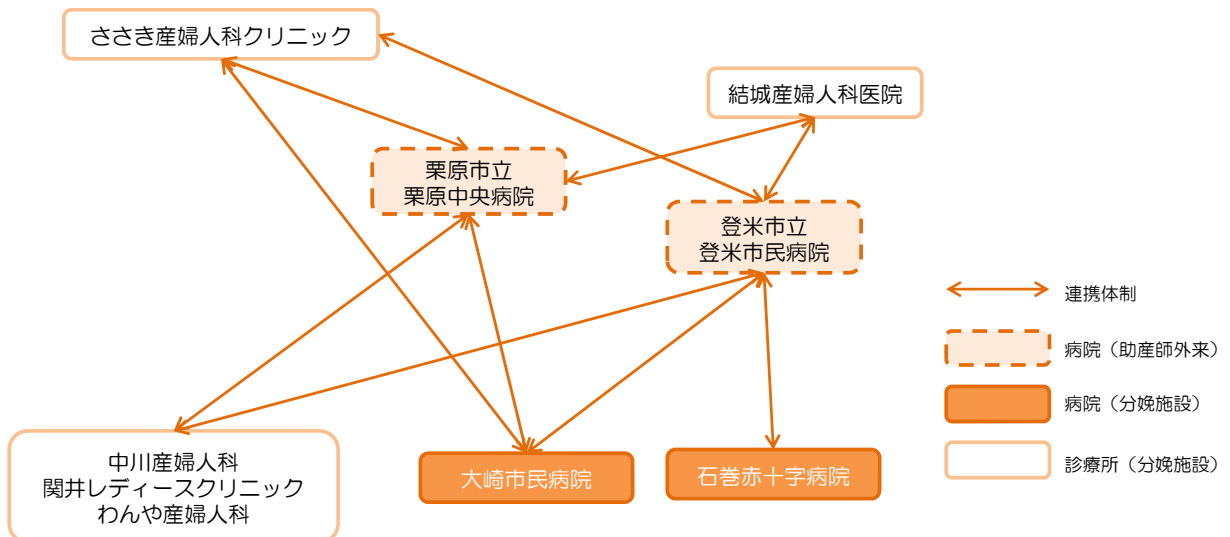 ささき産婦人科クリニック
結城産婦人科医院
栗原市立
栗原中央病院
登米市立
登米市民病院
連携体制
病院（助産師外来）
病院（分娩施設）
診療所（分娩施設）
中川産婦人科
関井レディースクリニック
わんや産婦人科
大崎市民病院
石巻赤十字病院